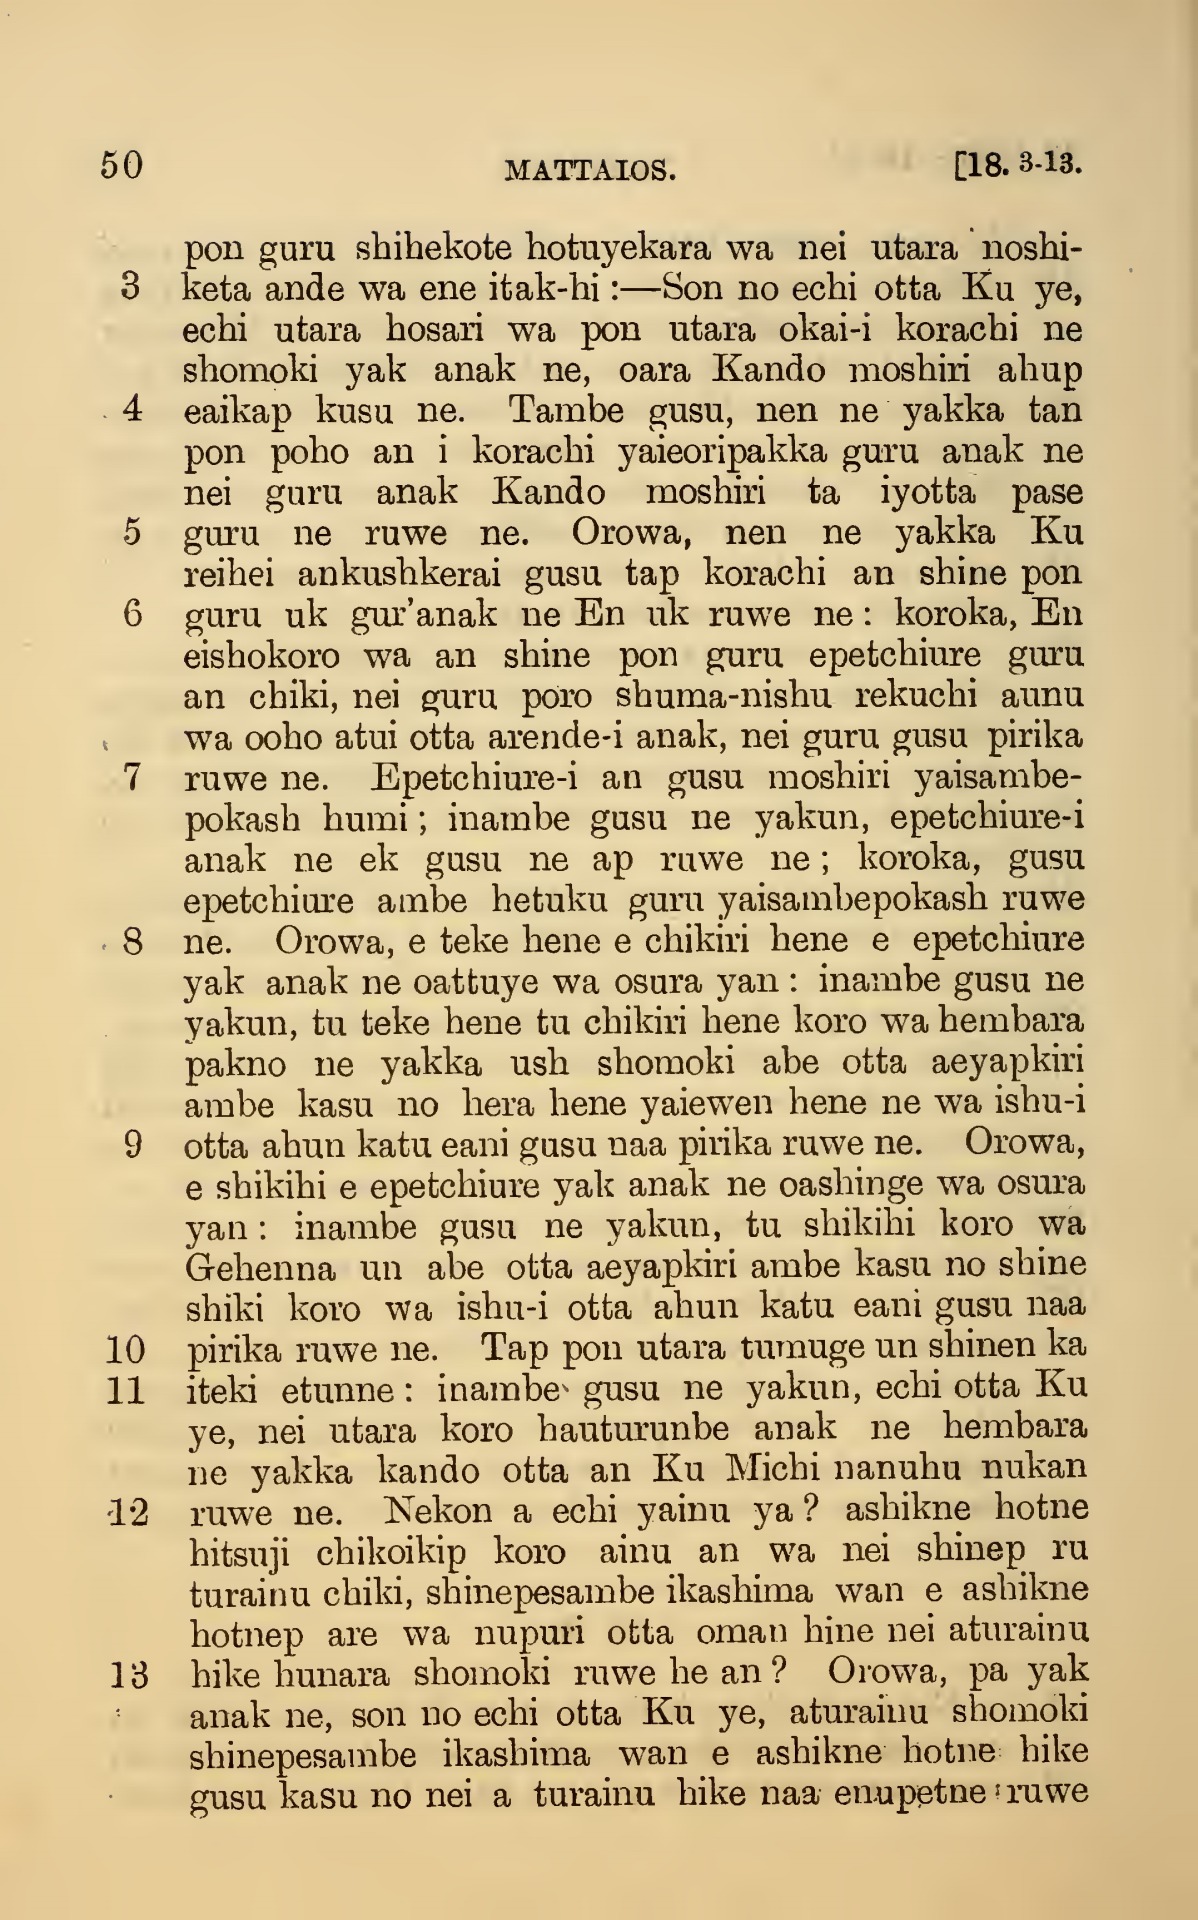 50 MATTAIOS. [18. 3-13.
pon guru shihekote hotuyekara wa nei utara noshi-
3 keta ande wa ene itak-hi :—Son no echi otta Ku ye,
echi utara hosari wa pon utara okai-i korachi ne
shomoki yak anak ne, oara Kando moshiri ahup
4 eaikap kusu ne. Tambe gusu, nen ne yakka tan
pon poho an i korachi yaieoripakka guru anak ne
nei guru anak Kando moshiri ta iyotta pase
5 guru ne ruwe ne. Orowa, nen ne yakka Ku
reihei ankushkerai gusu tap korachi an shine pon
6 guru uk gur'anak ne En uk ruwe ne : koroka, En
eishokoro wa an shine pon guru epetchiure guru
an chiki, nei guru poro shuma-nishu rekuchi aunu
wa ooho atui otta arende-i anak, nei guru gusu pirika
7 ruwe ne. Epetchiure-i an gusu moshiri yaisambe-
pokash humi ; inambe gusu ne yakun, epetchiure-i
anak ne ek gusu ne ap ruwe ne ; koroka, gusu
epetchiure ambe hetuku guru yaisambepokash ruwe
8 ne. Orowa, e teke hene e chikiri hene e epetchiure
yak anak ne oattuye wa osura yan : inambe gusu ne
yakun, tu teke hene tu chikiri hene koro wa hembara
pakno ne yakka ush shomoki abe otta aeyapkiri
ambe kasu no hera hene yaiewen hene ne wa ishu-i
9 otta ahun katu eani gusu naa pirika ruwe ne. Orowa,
e shikihi e epetchiure yak anak ne oashinge wa osura
yan : inambe gusu ne yakun, tu shikihi koro wa
Gehenna un abe otta aeyapkiri ambe kasu no shine
shiki koro wa ishu-i otta ahun katu eani gusu naa
10 pirika ruwe ne. Tap pon utara tumuge un shinen ka
11 iteki etunne : inambe gusu ne yakun, echi otta Ku
ye, nei utara koro hauturunbe anak ne hembara
ne yakka kando otta an Ku Michi nanuhu nukan
12 ruwe ne. Nekon a echi yainu ya ? ashikne hotne
hitsuji chikoikip koro ainu an wa nei shinep ru
turainu chiki, shinepesambe ikashima wan e ashikne
hotnep are wa nupuri otta oman hine nei aturainu
13 hike hunara shomoki ruwe he an ? Orowa, pa yak
anak ne, son no echi otta Ku ye, aturainu shomoki
shinepesambe ikashima wan e ashikne hotne hike
gusu kasu no nei a turainu hike naa enupetne ruwe